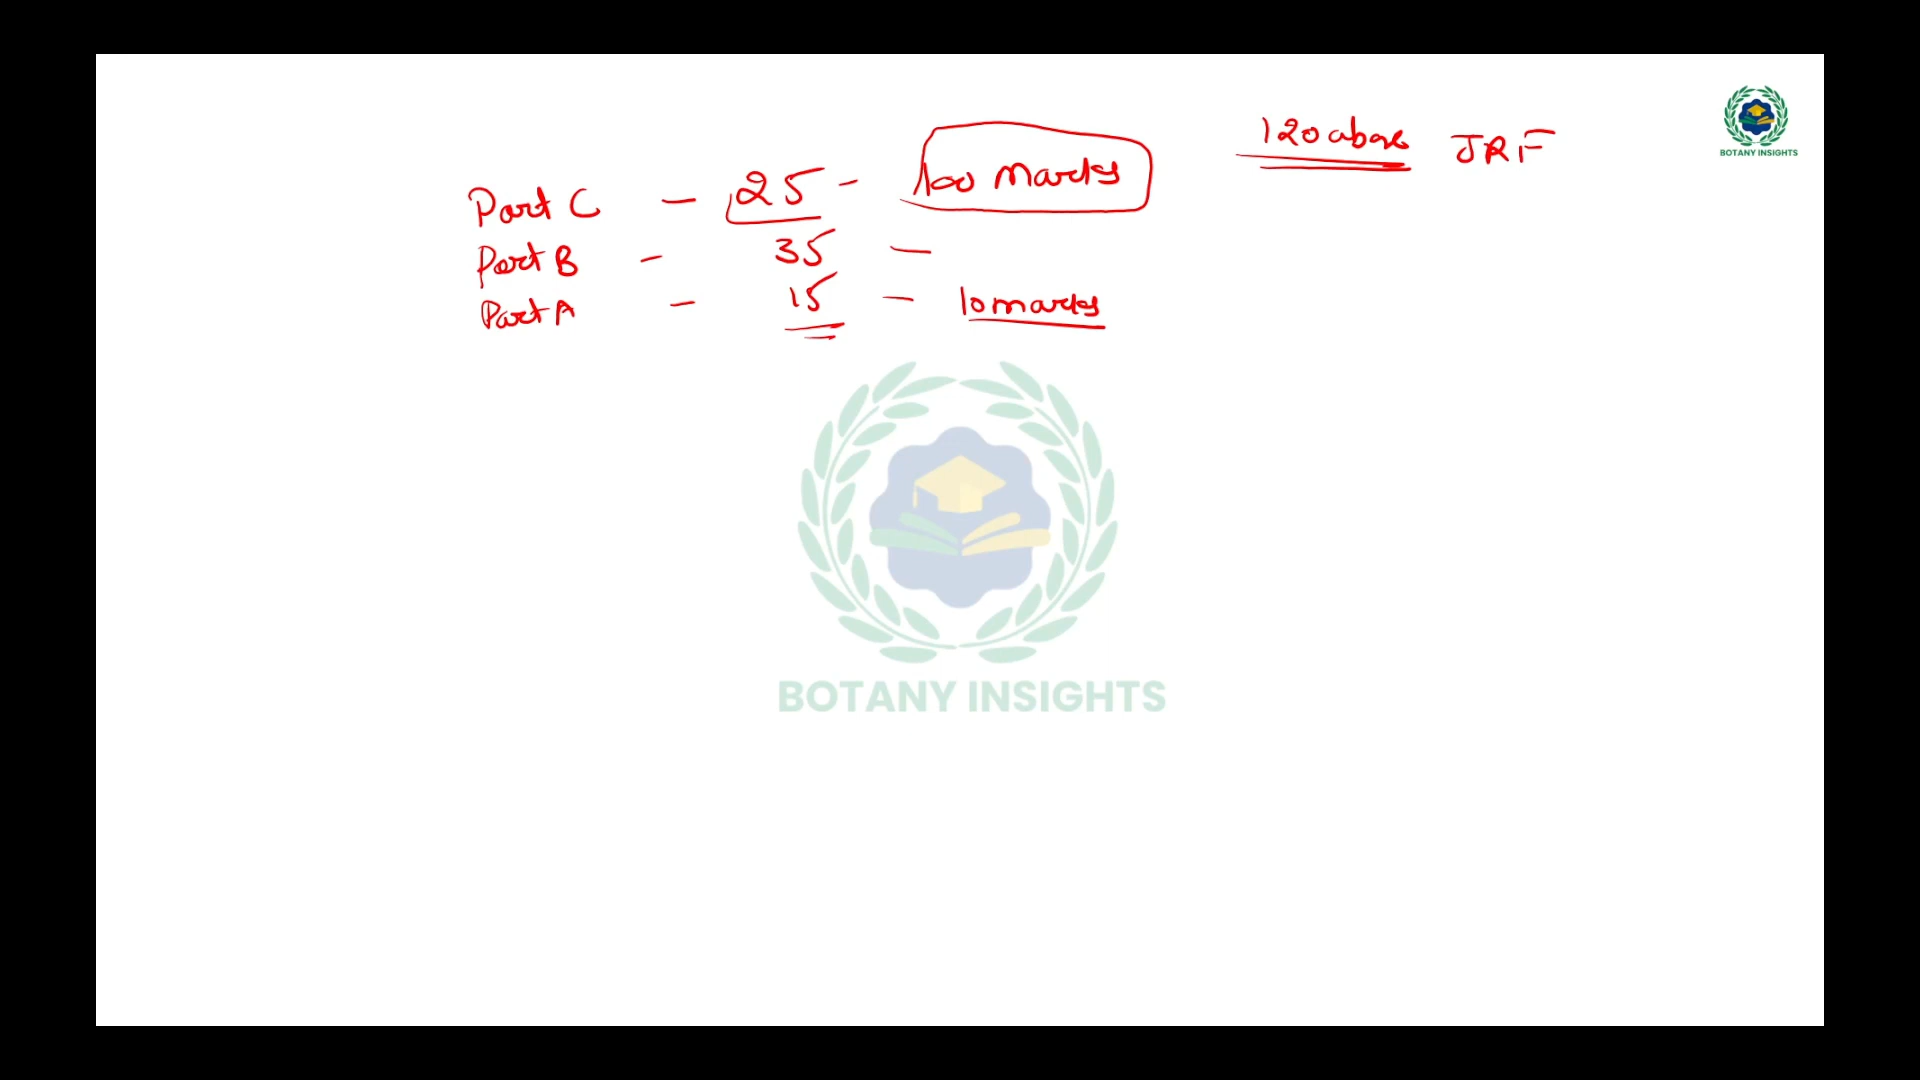 120 above JRF
Part C - 25 - 100 marks
Part B - 35 -
Part A - 15 - 10 marks
BOTANY INSIGHTS
BOTANY INSIGHTS